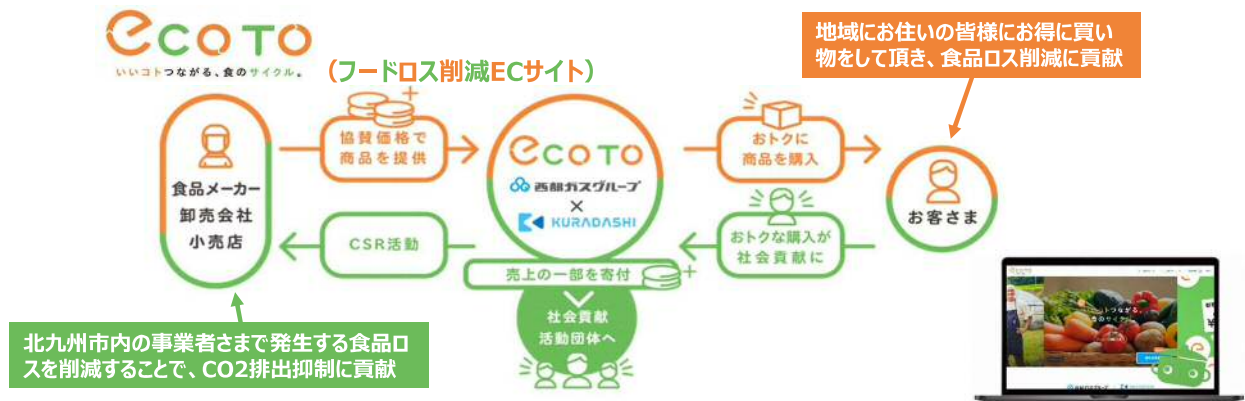 ecoTo
いいコトつながる、食のサイクル。
(フードロス削減ECサイト)
地域にお住いの皆様にお得に買い
物をして頂き、食品ロス削減に貢献
食品メーカー
卸売会社
小売店
協賛価格で
商品を提供
ecoTo
西部ガスグループ
×
KURADASHI
おトクに
商品を購入
お客さま
CSR活動
おトクな購入が
社会貢献に
売上の一部を寄付
社会貢献
活動団体へ
北九州市内の事業者さまで発生する食品ロ
スを削減することで、CO2排出抑制に貢献